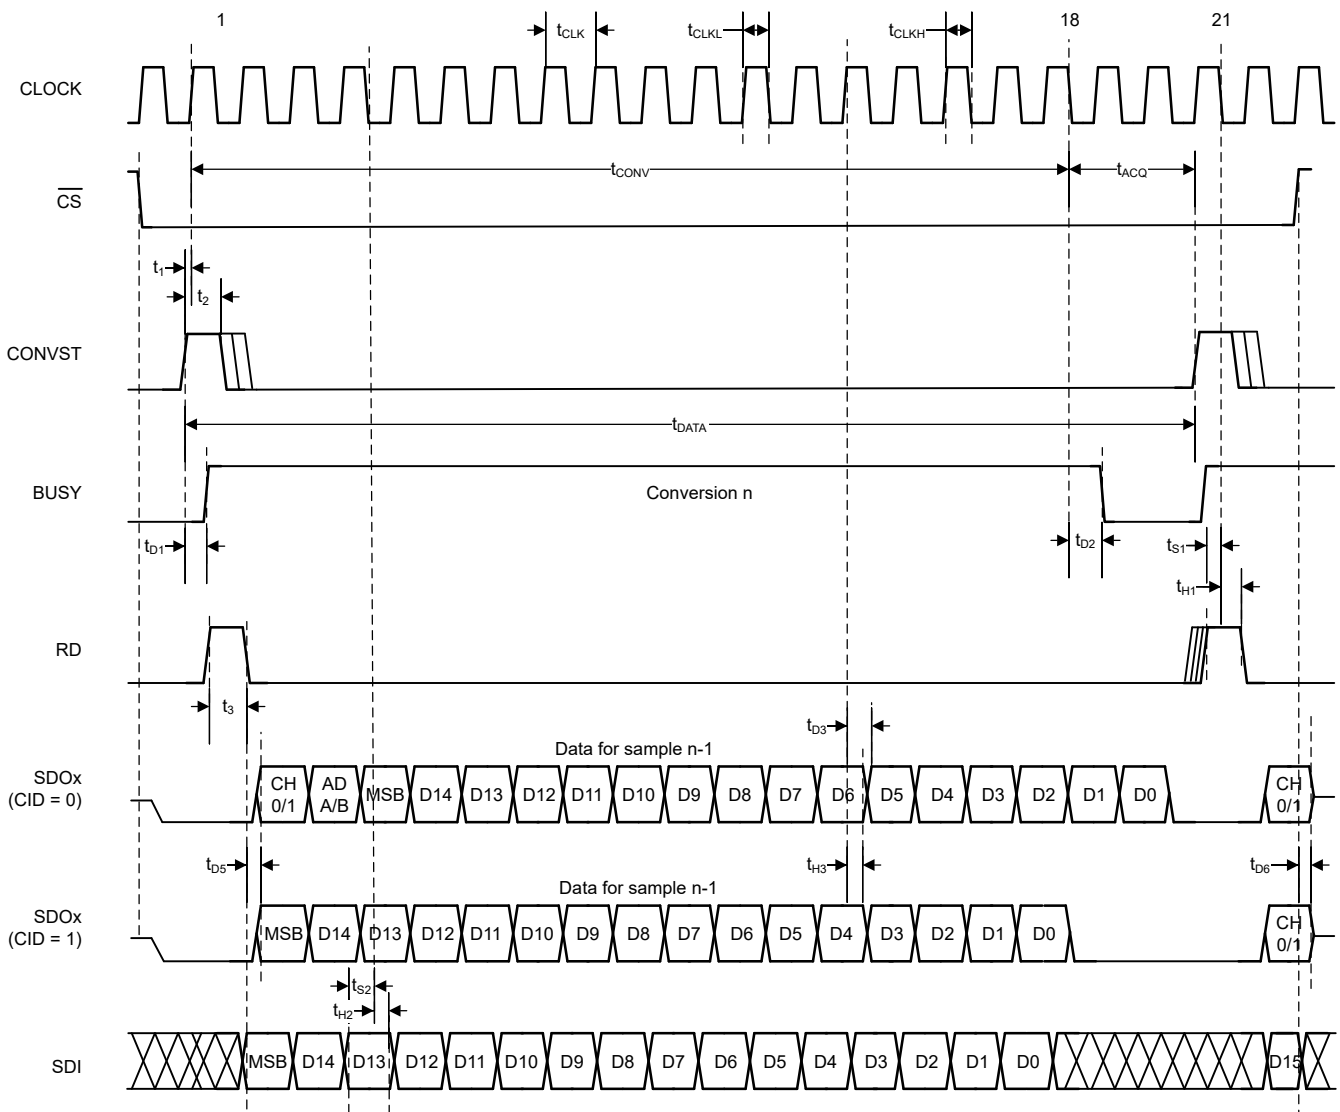 1 18 21
tCLK tCLKL tCLKH
CLOCK
tCONV tACQ
CS
t1
t2
CONVST
tDATA
BUSY Conversion n
tD1 tD2 tS1
tH1
RD
t3 tD3
Data for sample n-1
SDOx
(CID = 0)
CH
0/1 AD
A/B MSB D14 D13 D12 D11 D10 D9 D8 D7 D6 D5 D4 D3 D2 D1 D0 CH
0/1
tD5 tH3 tD6
Data for sample n-1
SDOx
(CID = 1)
MSB D14 D13 D12 D11 D10 D9 D8 D7 D6 D5 D4 D3 D2 D1 D0 CH
0/1
tS2
tH2
SDI MSB D14 D13 D12 D11 D10 D9 D8 D7 D6 D5 D4 D3 D2 D1 D0 D15